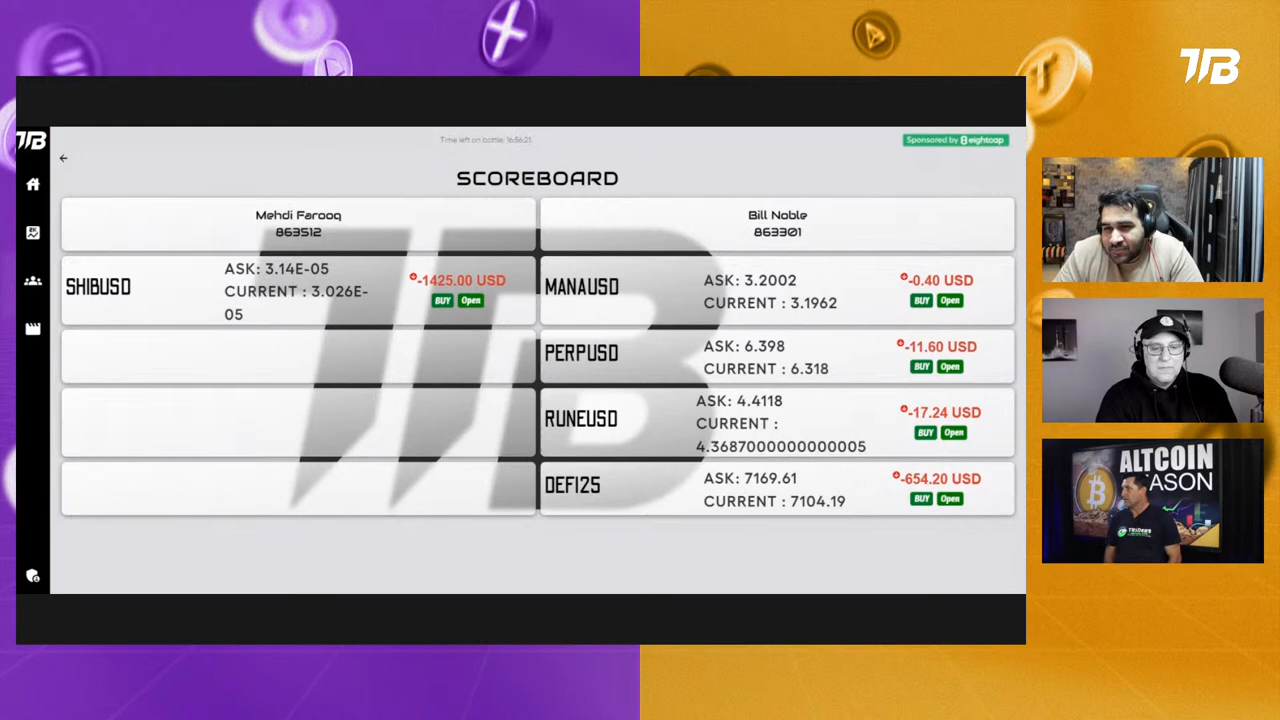 TTB
TTB
Time left on battle: 16:56:21
Sponsored by eightcap
SCOREBOARD
Mehdi Farooq
863512
Bill Noble
863301
SHIBUSD
ASK: 3.14E-05
CURRENT : 3.026E-
05
-1425.00 USD
BUY Open
MANAUSD
ASK: 3.2002
CURRENT : 3.1962
-0.40 USD
BUY Open
PERPUSD
ASK: 6.398
CURRENT : 6.318
-11.60 USD
BUY Open
RUNEUSD
ASK: 4.4118
CURRENT :
4.3687000000000005
-17.24 USD
BUY Open
DEFI25
ASK: 7169.61
CURRENT : 7104.19
-654.20 USD
BUY Open
TTB
ALTCOIN
ASON
TRADERS